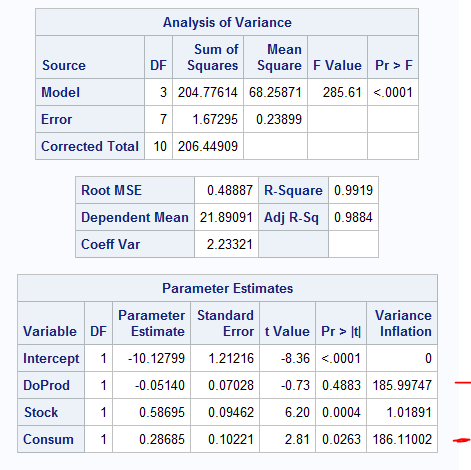 Analysis of Variance
Source DF Sum of Squares Mean Square F Value Pr > F
Model 3 204.77614 68.25871 285.61 <.0001
Error 7 1.67295 0.23899
Corrected Total 10 206.44909
Root MSE 0.48887 R-Square 0.9919
Dependent Mean 21.89091 Adj R-Sq 0.9884
Coeff Var 2.23321
Parameter Estimates
Variable DF Parameter Estimate Standard Error t Value Pr > |t| Variance Inflation
Intercept 1 -10.12799 1.21216 -8.36 <.0001 0
DoProd 1 -0.05140 0.07028 -0.73 0.4883 185.99747
Stock 1 0.58695 0.09462 6.20 0.0004 1.01891
Consum 1 0.28685 0.10221 2.81 0.0263 186.11002